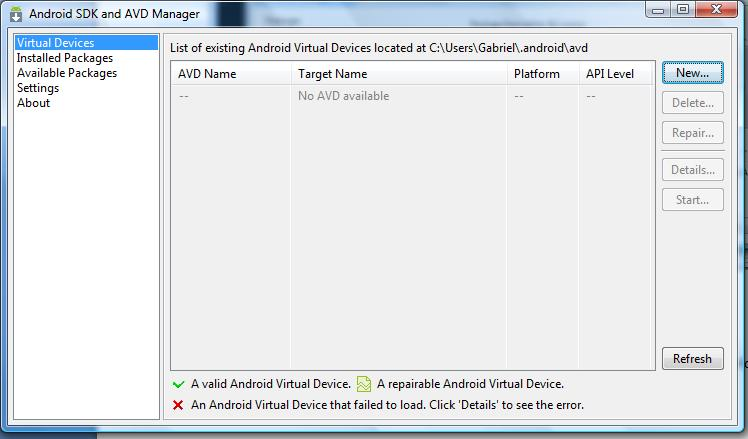 Android SDK and AVD Manager
Virtual Devices
Installed Packages
Available Packages
Settings
About
List of existing Android Virtual Devices located at C:\Users\Gabriel\.android\avd
AVD Name Target Name Platform API Level
-- No AVD available -- --
New...
Delete...
Repair...
Details...
Start...
Refresh
A valid Android Virtual Device. A repairable Android Virtual Device.
An Android Virtual Device that failed to load. Click 'Details' to see the error.